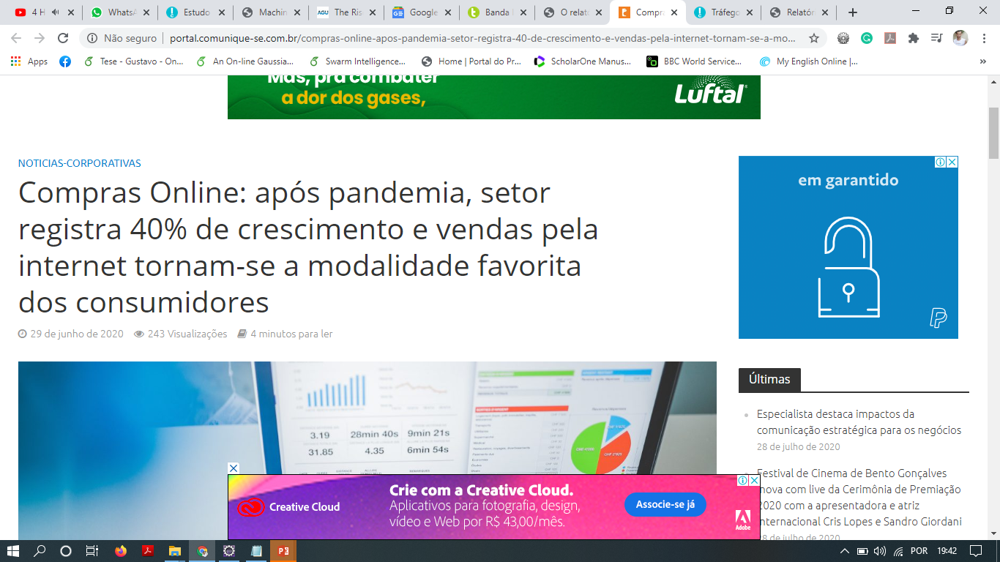 4 H
WhatsA
Estudo
Machin
AGU
The Ris
Google
Banda
O relató
Compra
Tráfego
Relatóri
Não seguro
portal.comunique-se.com.br/compras-online-apos-pandemia-setor-registra-40-de-crescimento-e-vendas-pela-internet-tornam-se-a-mo...
Apps
Tese - Gustavo - On...
An On-line Gaussia...
Swarm Intelligence...
Home | Portal do Pr...
ScholarOne Manus...
BBC World Service...
My English Online |...
»
Mas, pra combater
a dor dos gases,
Luftal
NOTICIAS-CORPORATIVAS
Compras Online: após pandemia, setor
registra 40% de crescimento e vendas pela
internet tornam-se a modalidade favorita
dos consumidores
29 de junho de 2020
243 Visualizações
4 minutos para ler
em garantido
3.19
28min 40s
9min 21s
31.85
4.35
6min 54s
Últimas
Especialista destaca impactos da
comunicação estratégica para os negócios
28 de julho de 2020
Festival de Cinema de Bento Gonçalves
inova com live da Cerimônia de Premiação
2020 com a apresentadora e atriz
internacional Cris Lopes e Sandro Giordani
28 de julho de 2020
Creative Cloud
Crie com a Creative Cloud.
Aplicativos para fotografia, design,
vídeo e Web por R$ 43,00/mês.
Associe-se já
Adobe
POR
19:42